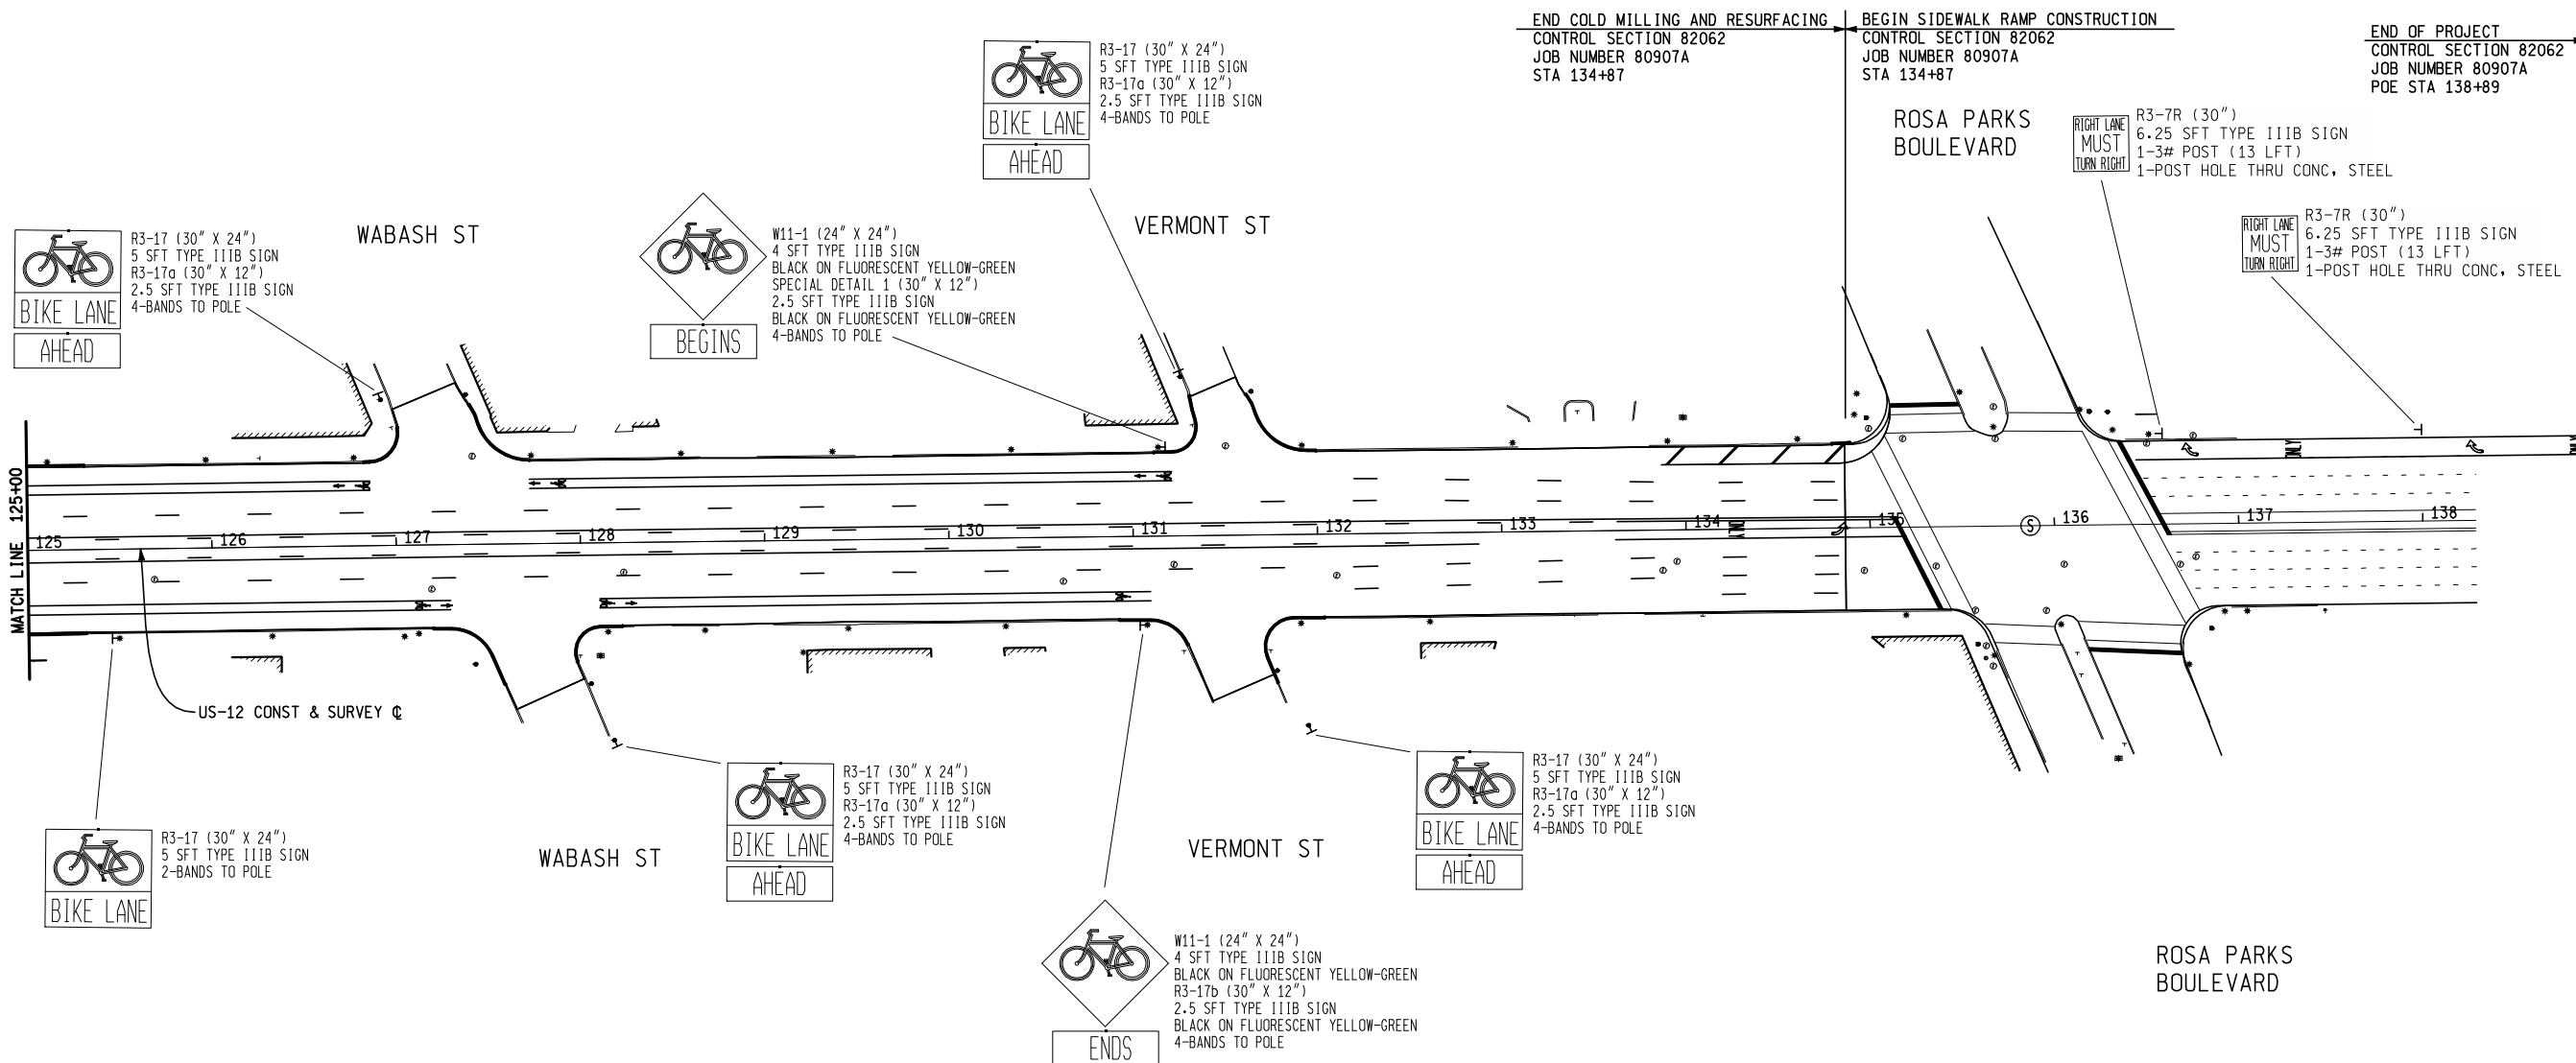 END COLD MILLING AND RESURFACING
CONTROL SECTION 82062
JOB NUMBER 80907A
STA 134+87
BEGIN SIDEWALK RAMP CONSTRUCTION
CONTROL SECTION 82062
JOB NUMBER 80907A
STA 134+87
END OF PROJECT
CONTROL SECTION 82062
JOB NUMBER 80907A
POE STA 138+89
BIKE LANE
AHEAD
R3-17 (30" X 24")
5 SFT TYPE IIIB SIGN
R3-17a (30" X 12")
2.5 SFT TYPE IIIB SIGN
4-BANDS TO POLE
ROSA PARKS
BOULEVARD
RIGHT LANE
MUST
TURN RIGHT
R3-7R (30")
6.25 SFT TYPE IIIB SIGN
1-3# POST (13 LFT)
1-POST HOLE THRU CONC, STEEL
RIGHT LANE
MUST
TURN RIGHT
R3-7R (30")
6.25 SFT TYPE IIIB SIGN
1-3# POST (13 LFT)
1-POST HOLE THRU CONC, STEEL
BIKE LANE
AHEAD
R3-17 (30" X 24")
5 SFT TYPE IIIB SIGN
R3-17a (30" X 12")
2.5 SFT TYPE IIIB SIGN
4-BANDS TO POLE
WABASH ST
BEGINS
W11-1 (24" X 24")
4 SFT TYPE IIIB SIGN
BLACK ON FLUORESCENT YELLOW-GREEN
SPECIAL DETAIL 1 (30" X 12")
2.5 SFT TYPE IIIB SIGN
BLACK ON FLUORESCENT YELLOW-GREEN
4-BANDS TO POLE
VERMONT ST
MATCH LINE 125+00
125
126
127
128
129
130
131
132
133
134
135
S
136
137
138
ONLY
ONLY
US-12 CONST & SURVEY ℄
BIKE LANE
R3-17 (30" X 24")
5 SFT TYPE IIIB SIGN
2-BANDS TO POLE
WABASH ST
BIKE LANE
AHEAD
R3-17 (30" X 24")
5 SFT TYPE IIIB SIGN
R3-17a (30" X 12")
2.5 SFT TYPE IIIB SIGN
4-BANDS TO POLE
VERMONT ST
BIKE LANE
AHEAD
R3-17 (30" X 24")
5 SFT TYPE IIIB SIGN
R3-17a (30" X 12")
2.5 SFT TYPE IIIB SIGN
4-BANDS TO POLE
ENDS
W11-1 (24" X 24")
4 SFT TYPE IIIB SIGN
BLACK ON FLUORESCENT YELLOW-GREEN
R3-17b (30" X 12")
2.5 SFT TYPE IIIB SIGN
BLACK ON FLUORESCENT YELLOW-GREEN
4-BANDS TO POLE
ROSA PARKS
BOULEVARD